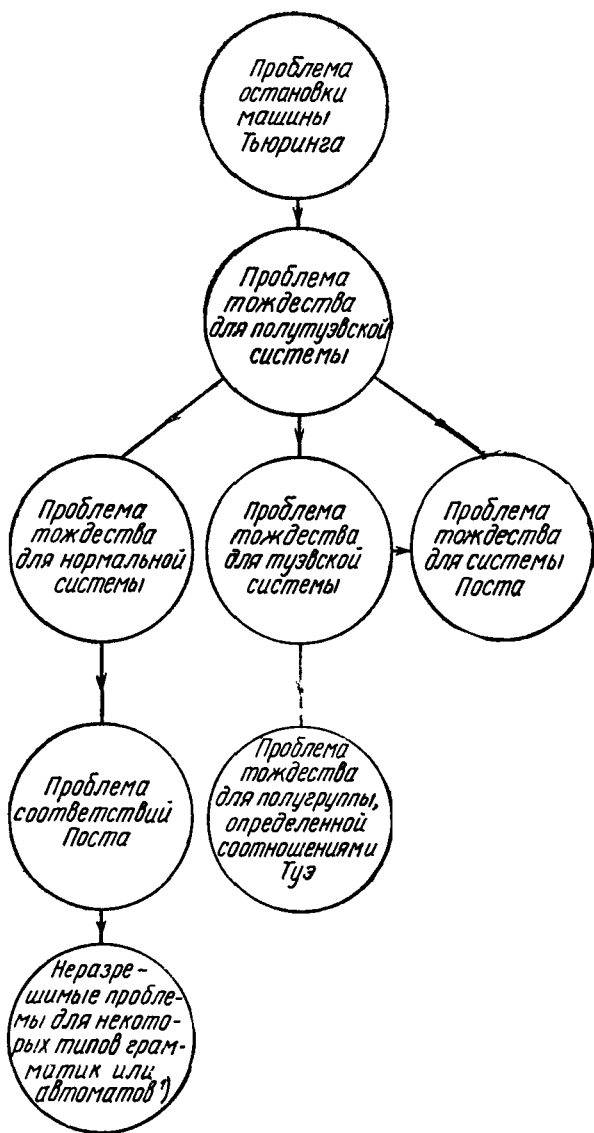 Проблема
остановки
машины
Тьюринга
Проблема
тождества
для полутуэвской
системы
Проблема
тождества
для нормальной
системы
Проблема
тождества
для туэвской
системы
Проблема
тождества
для системы
Поста
Проблема
соответствий
Поста
Проблема
тождества
для полугруппы,
определенной
соотношениями
Туэ
Неразре-
шимые пробле-
мы для некото-
рых типов грам-
матик или
автоматов¹)